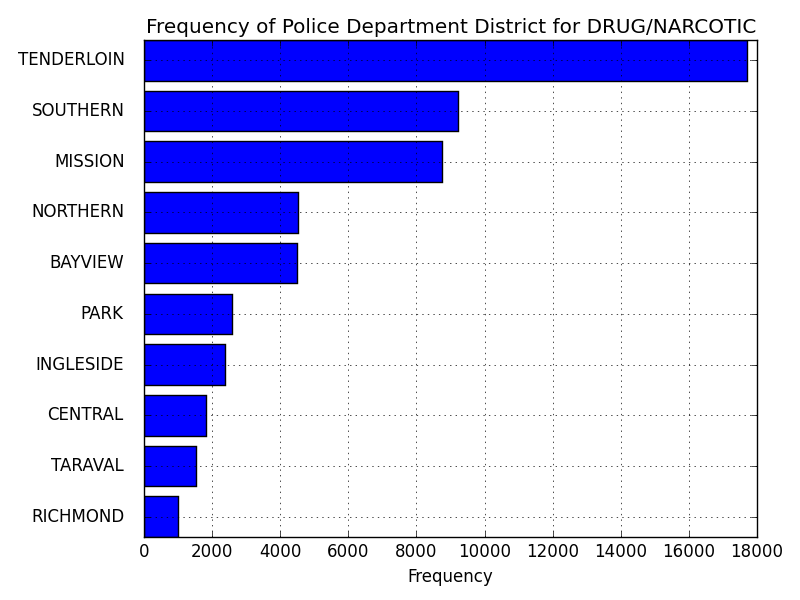 Frequency of Police Department District for DRUG/NARCOTIC
TENDERLOIN
SOUTHERN
MISSION
NORTHERN
BAYVIEW
PARK
INGLESIDE
CENTRAL
TARAVAL
RICHMOND
0 2000 4000 6000 8000 10000 12000 14000 16000 18000
Frequency